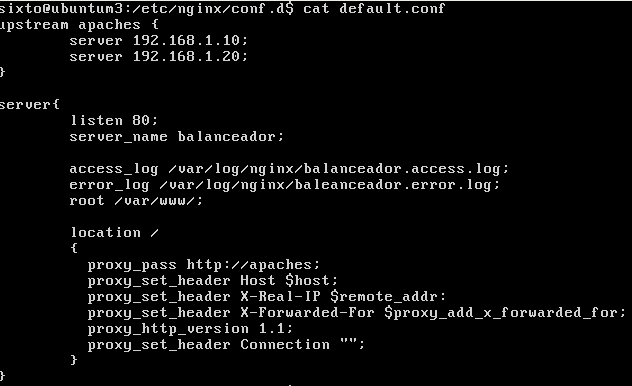 sixto@ubuntum3:/etc/nginx/conf.d$ cat default.conf
upstream apaches {
        server 192.168.1.10;
        server 192.168.1.20;
}

server{
        listen 80;
        server_name balanceador;

        access_log /var/log/nginx/balanceador.access.log;
        error_log /var/log/nginx/baleanceador.error.log;
        root /var/www/;

        location /
        {
          proxy_pass http://apaches;
          proxy_set_header Host $host;
          proxy_set_header X-Real-IP $remote_addr:
          proxy_set_header X-Forwarded-For $proxy_add_x_forwarded_for;
          proxy_http_version 1.1;
          proxy_set_header Connection "";
        }
}